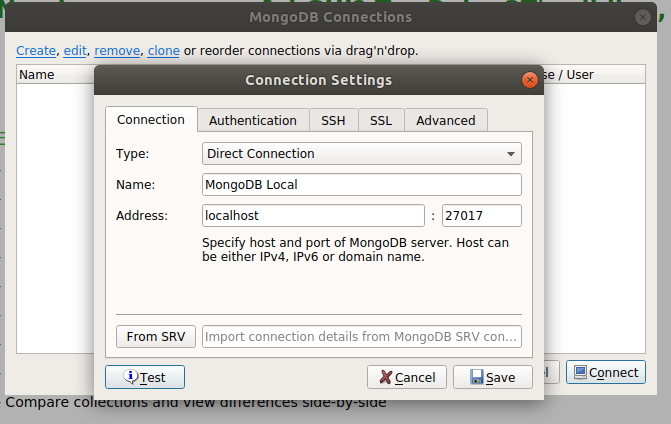 MongoDB Connections
Create, edit, remove, clone or reorder connections via drag'n'drop.
Name
se / User
Connection Settings
Connection Authentication SSH SSL Advanced
Type: Direct Connection
Name: MongoDB Local
Address: localhost : 27017
Specify host and port of MongoDB server. Host can
be either IPv4, IPv6 or domain name.
From SRV Import connection details from MongoDB SRV con...
Test Cancel Save
el Connect
Compare collections and view differences side-by-side